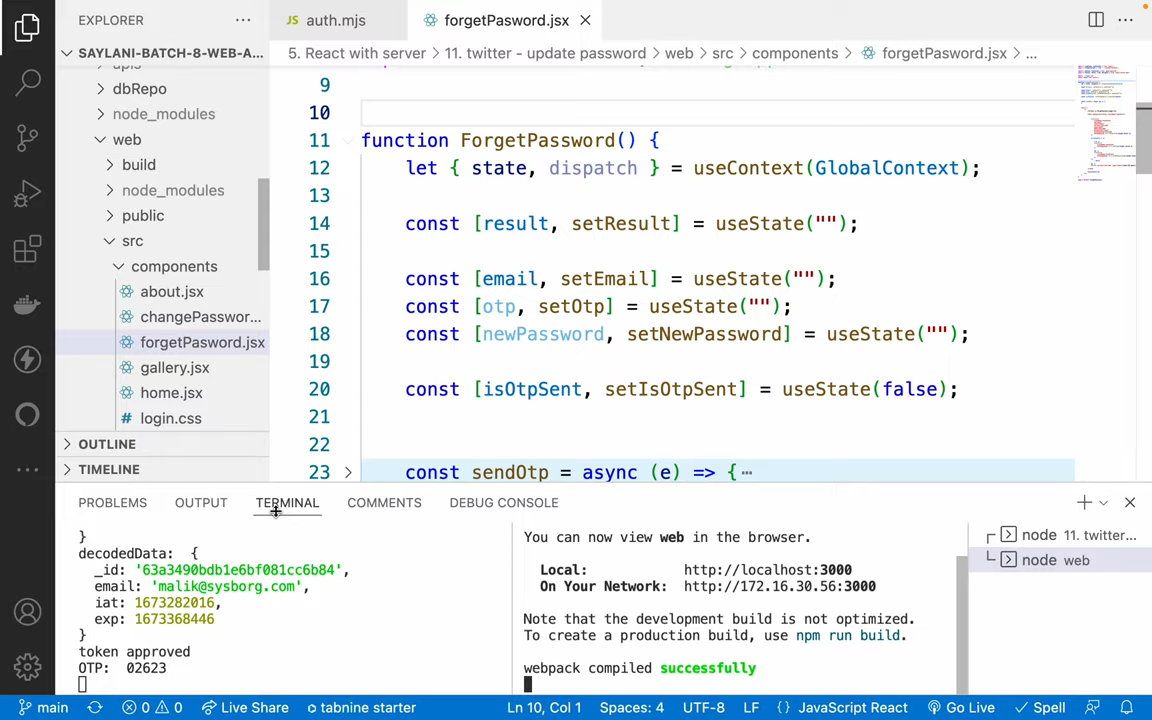 EXPLORER
SAYLANI-BATCH-8-WEB-A...
apis
dbRepo
node_modules
web
build
node_modules
public
src
components
about.jsx
changePasswor...
forgetPasword.jsx
gallery.jsx
home.jsx
# login.css
OUTLINE
TIMELINE
JS auth.mjs
forgetPasword.jsx
5. React with server > 11. twitter - update password > web > src > components > forgetPasword.jsx > ...
9
10
11 function ForgetPassword() {
12 let { state, dispatch } = useContext(GlobalContext);
13
14 const [result, setResult] = useState("");
15
16 const [email, setEmail] = useState("");
17 const [otp, setOtp] = useState("");
18 const [newPassword, setNewPassword] = useState("");
19
20 const [isOtpSent, setIsOtpSent] = useState(false);
21
22
23 const sendOtp = async (e) => {…
PROBLEMS OUTPUT TERMINAL COMMENTS DEBUG CONSOLE
}
decodedData: {
_id: '63a3490bdb1e6bf081cc6b84',
email: 'malik@sysborg.com',
iat: 1673282016,
exp: 1673368446
}
token approved
OTP: 02623
You can now view web in the browser.
Local: http://localhost:3000
On Your Network: http://172.16.30.56:3000
Note that the development build is not optimized.
To create a production build, use npm run build.
webpack compiled successfully
node 11. twitter...
node web
main 0 0 Live Share tabnine starter Ln 10, Col 1 Spaces: 4 UTF-8 LF {} JavaScript React Go Live Spell